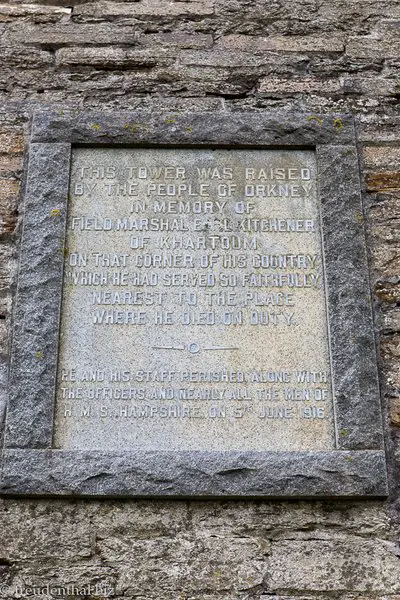 THIS TOWER WAS RAISED
BY THE PEOPLE OF ORKNEY
IN MEMORY OF
FIELD MARSHAL EARL KITCHENER
OF KHARTOUM
ON THAT CORNER OF HIS COUNTRY
WHICH HE HAD SERVED SO FAITHFULLY
NEAREST TO THE PLACE
WHERE HE DIED ON DUTY.
HE AND HIS STAFF PERISHED ALONG WITH
THE OFFICERS AND NEARLY ALL THE MEN OF
H.M.S. HAMPSHIRE, ON 5TH JUNE 1916.
©freudenthal.biz